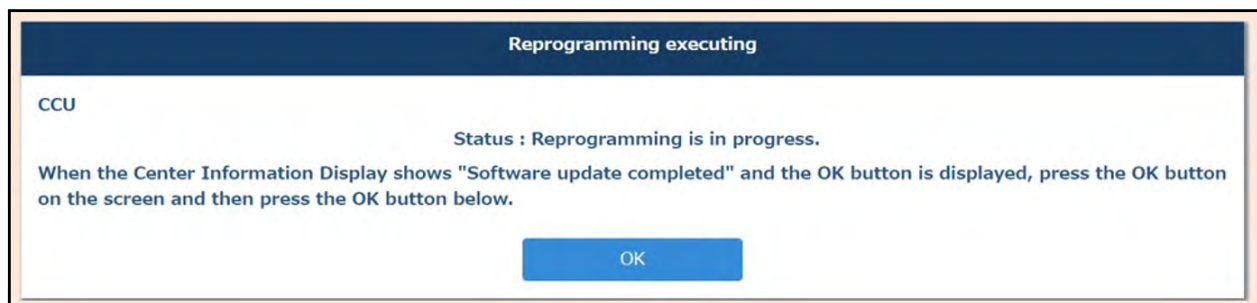 Reprogramming executing
CCU
Status : Reprogramming is in progress.
When the Center Information Display shows "Software update completed" and the OK button is displayed, press the OK button
on the screen and then press the OK button below.
OK